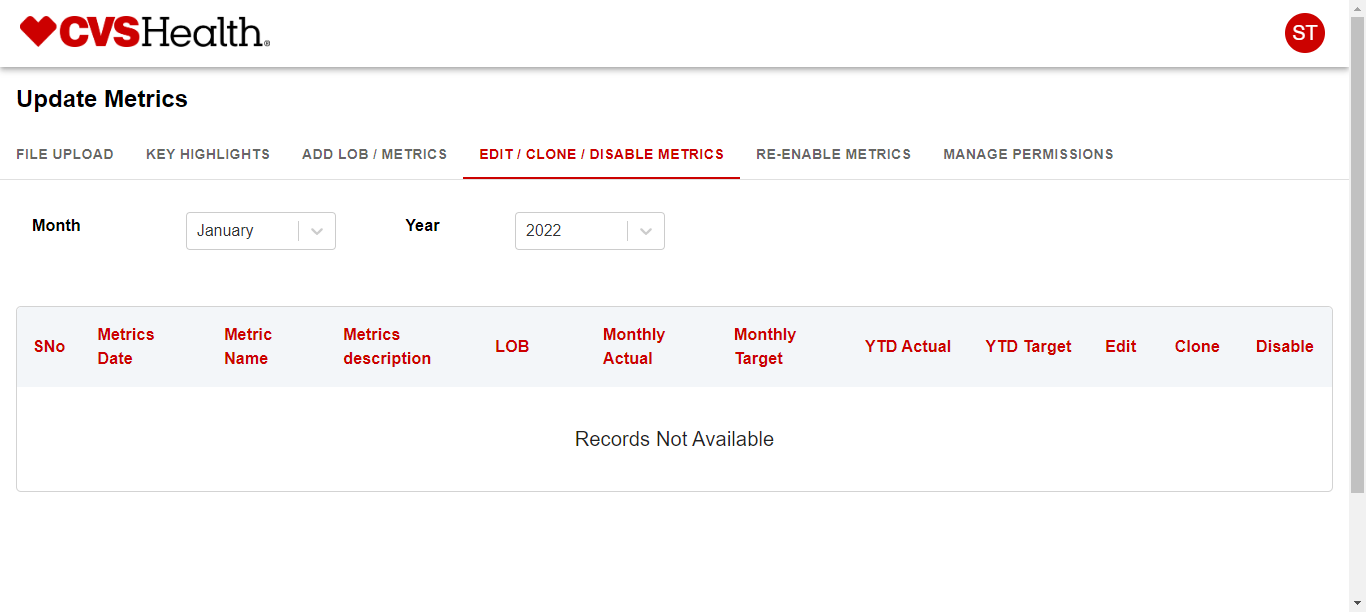 CVSHealth®
ST
Update Metrics
FILE UPLOAD KEY HIGHLIGHTS ADD LOB / METRICS EDIT / CLONE / DISABLE METRICS RE-ENABLE METRICS MANAGE PERMISSIONS
Month January Year 2022
SNo Metrics Date Metric Name Metrics description LOB Monthly Actual Monthly Target YTD Actual YTD Target Edit Clone Disable
Records Not Available